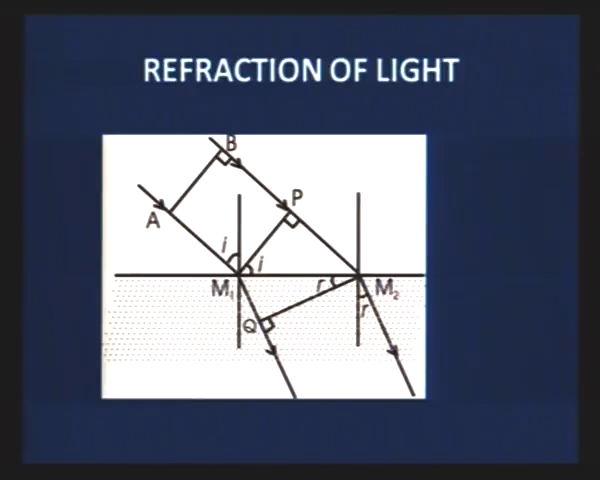 REFRACTION OF LIGHT
B
A
P
i
i
M₁
r
M₂
Q
r